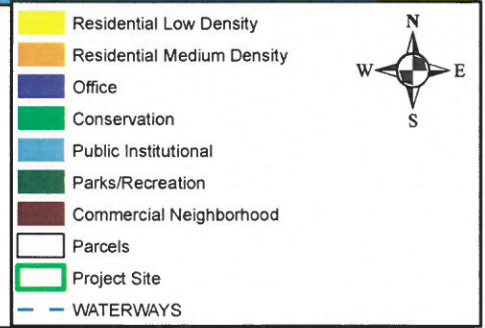 Residential Low Density
Residential Medium Density
Office
Conservation
Public Institutional
Parks/Recreation
Commercial Neighborhood
Parcels
Project Site
WATERWAYS
N
W E
S